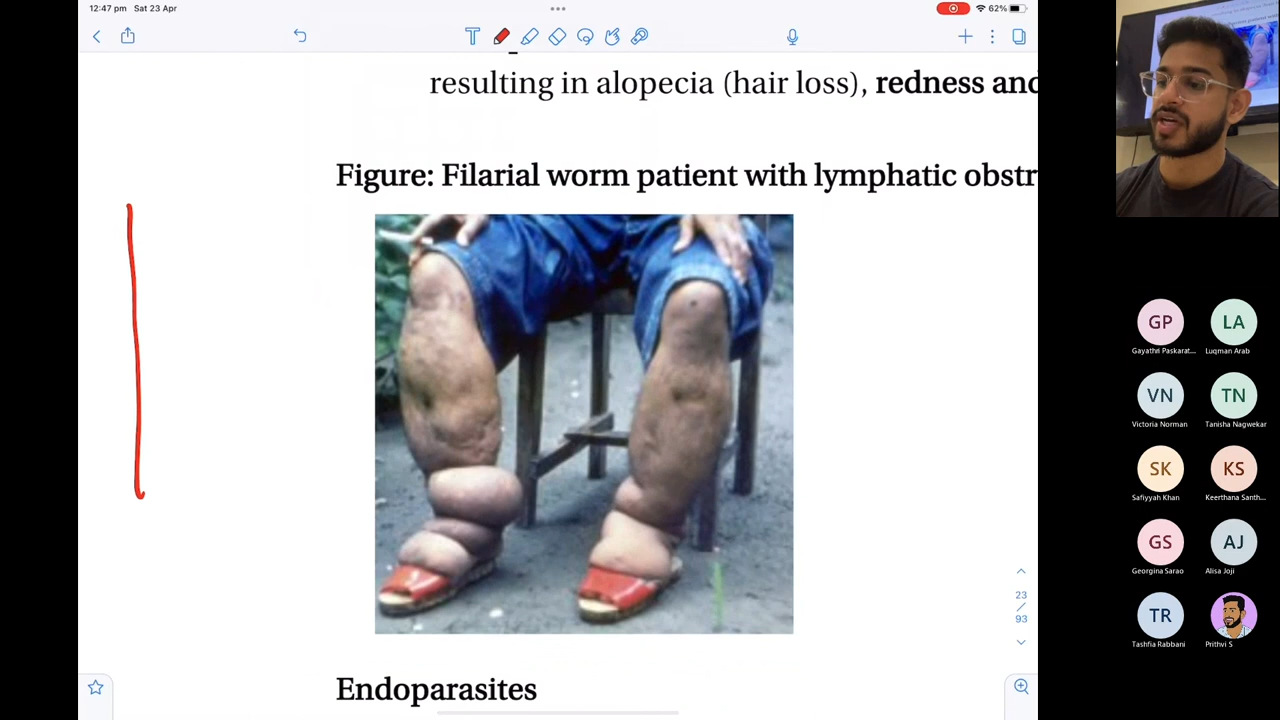 12:47 pm Sat 23 Apr
62%
T
resulting in alopecia (hair loss), redness and
Figure: Filarial worm patient with lymphatic obstr
Endoparasites
23
/
93
GP LA
Gayathri Paskarat... Luqman Arab
VN TN
Victoria Norman Tanisha Nagwekar
SK KS
Safiyyah Khan Keerthana Santh...
GS AJ
Georgina Sarao Alisa Joji
TR
Tashfia Rabbani Prithvi S